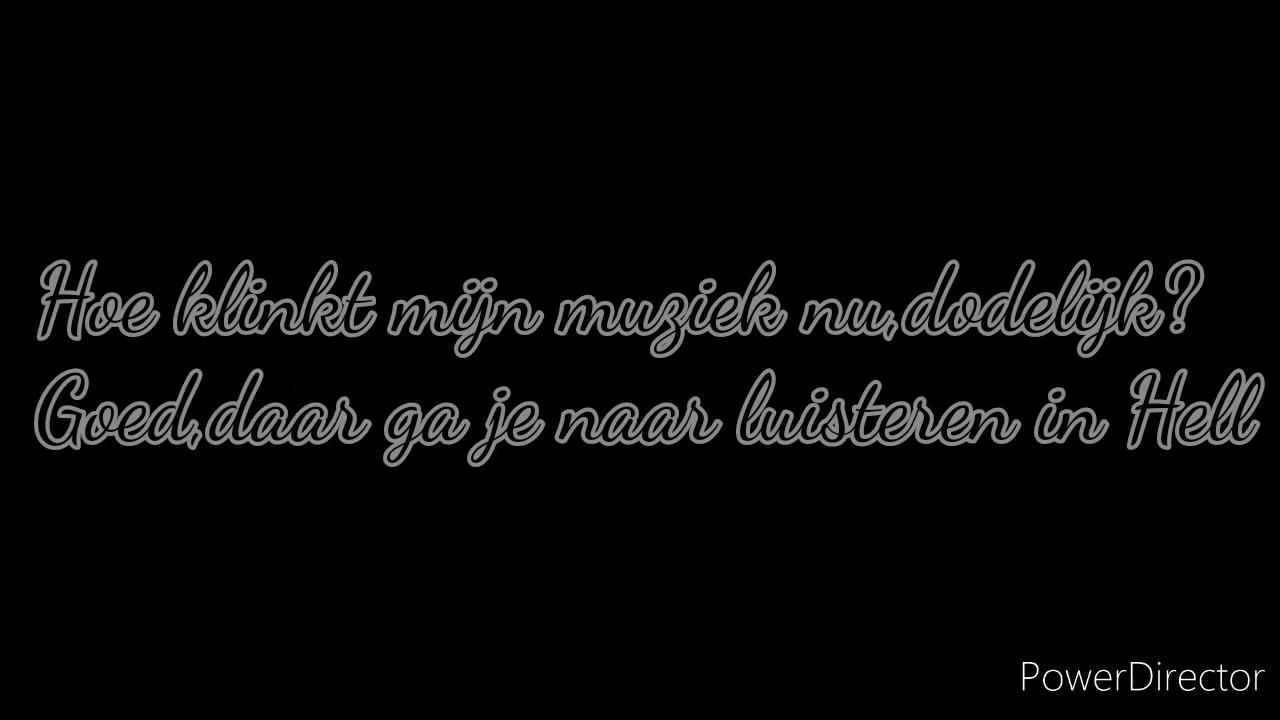 Hoe klinkt mijn muziek nu,dodelijk?
Goed,daar ga je naar luisteren in Hell
PowerDirector